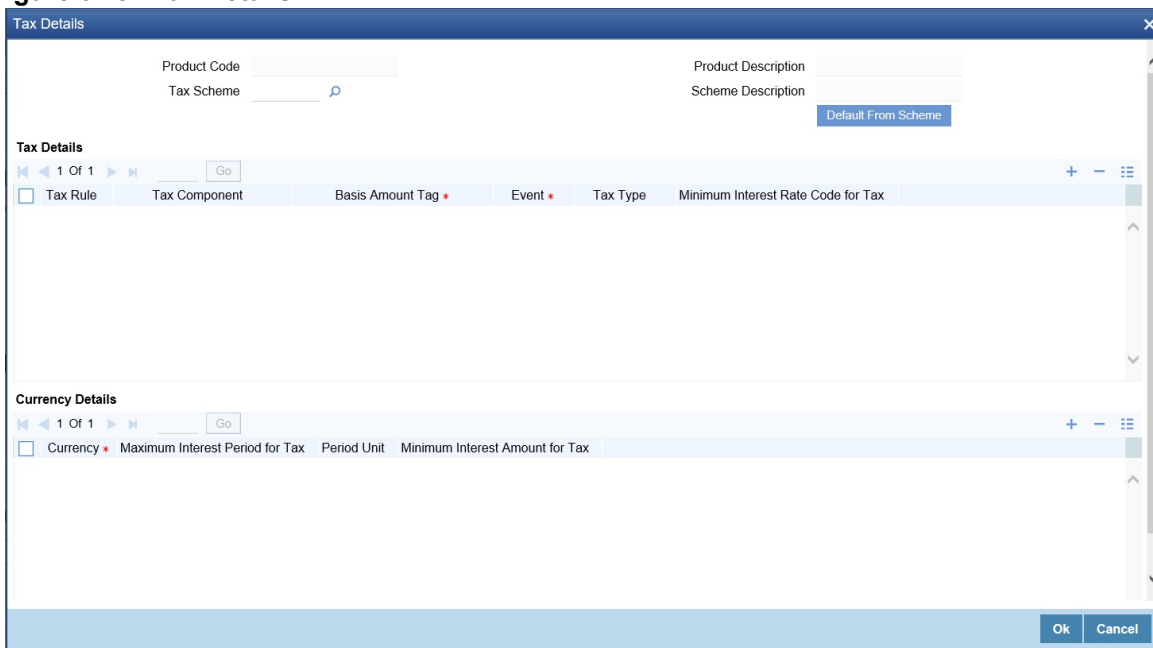 Tax Details
Product Code
Product Description
Tax Scheme
Scheme Description
Default From Scheme
Tax Details
1 Of 1 Go
Tax Rule Tax Component Basis Amount Tag * Event * Tax Type Minimum Interest Rate Code for Tax
Currency Details
1 Of 1 Go
Currency * Maximum Interest Period for Tax Period Unit Minimum Interest Amount for Tax
Ok Cancel